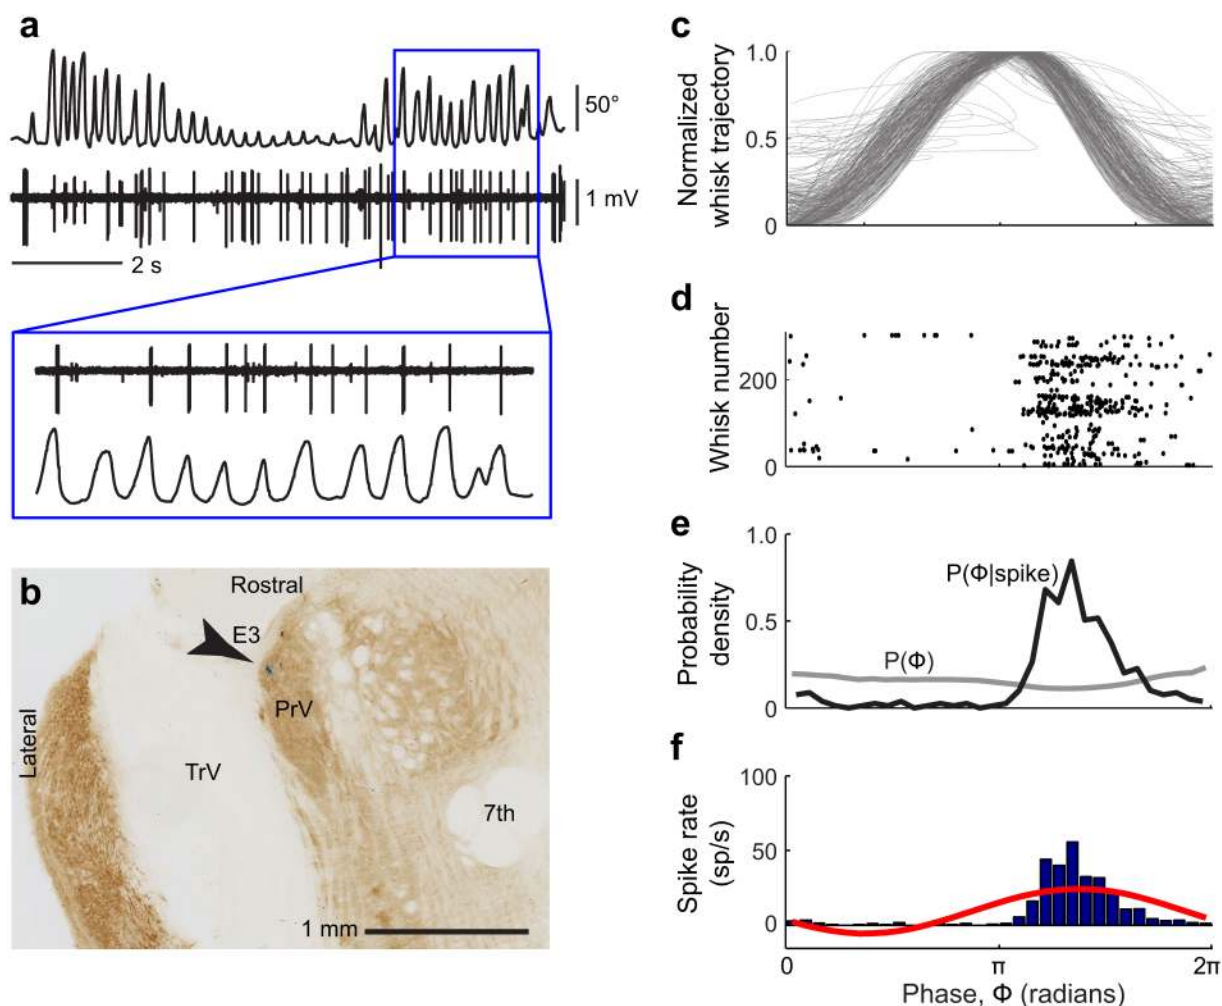 a
50°
1 mV
2 s
b
Rostral
E3
PrV
Lateral
TrV
7th
1 mm
c
Normalized
whisk trajectory
1.0
0.5
0
d
Whisk number
200
0
e
Probability
density
1.0
0.5
0
P(Φ|spike)
P(Φ)
f
Spike rate
(sp/s)
100
50
0
0
π
2π
Phase, Φ (radians)